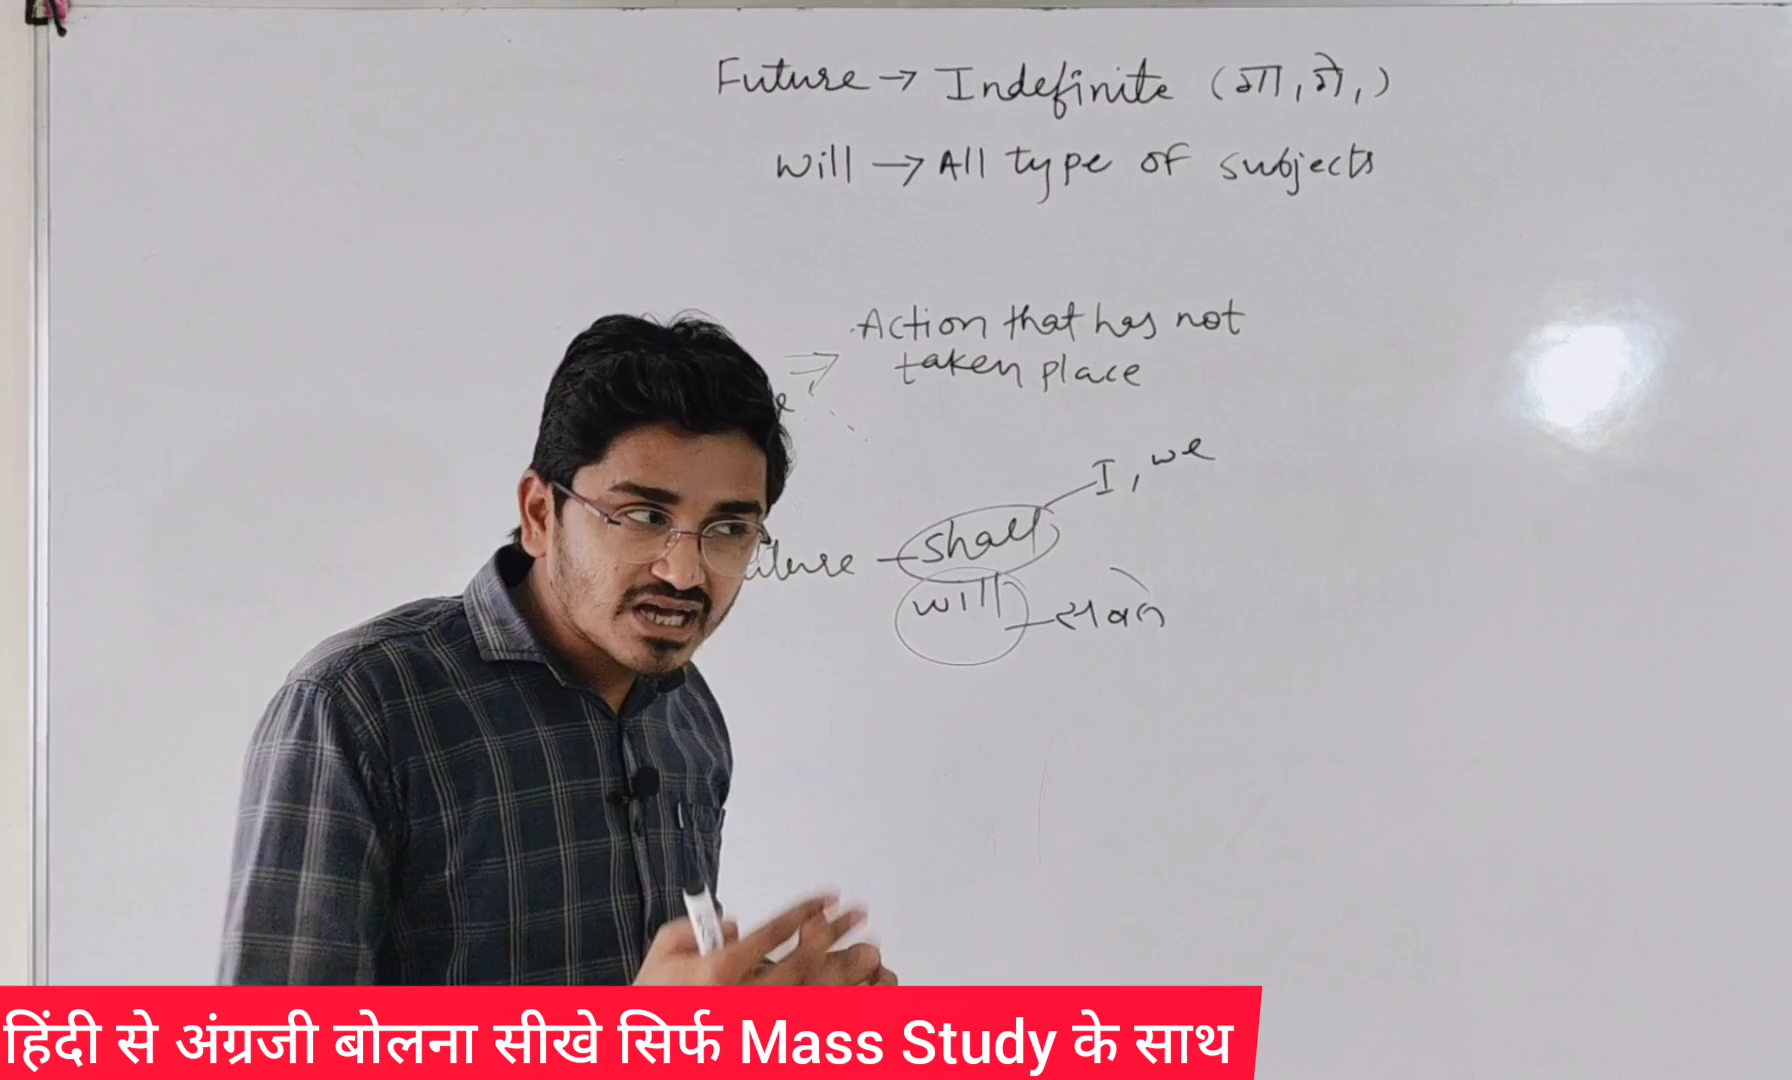 Future → Indefinite (गा, गे, )
will → All type of subjects
⇒ Action that has not
taken place
I, we
shall
will
हिंदी से अंग्रजी बोलना सीखे सिर्फ Mass Study के साथ